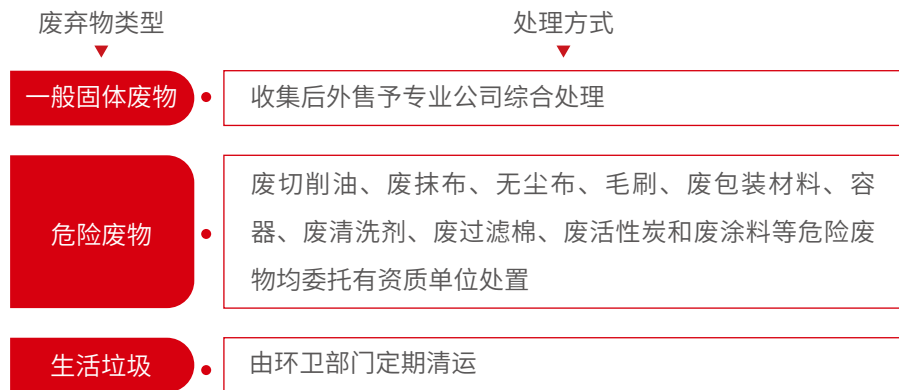 废弃物类型
处理方式
一般固体废物
收集后外售予专业公司综合处理
危险废物
废切削油、废抹布、无尘布、毛刷、废包装材料、容
器、废清洗剂、废过滤棉、废活性炭和废涂料等危险废
物均委托有资质单位处置
生活垃圾
由环卫部门定期清运